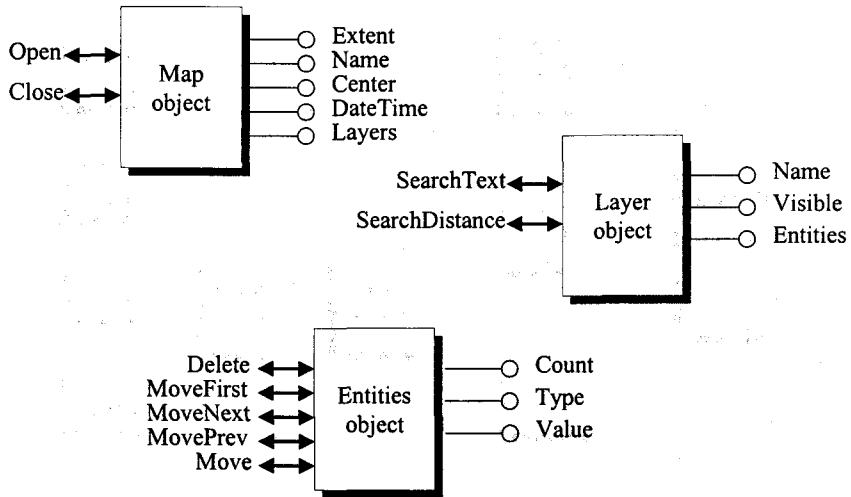 Open
Close
Map
object
Extent
Name
Center
DateTime
Layers
SearchText
SearchDistance
Layer
object
Name
Visible
Entities
Delete
MoveFirst
MoveNext
MovePrev
Move
Entities
object
Count
Type
Value